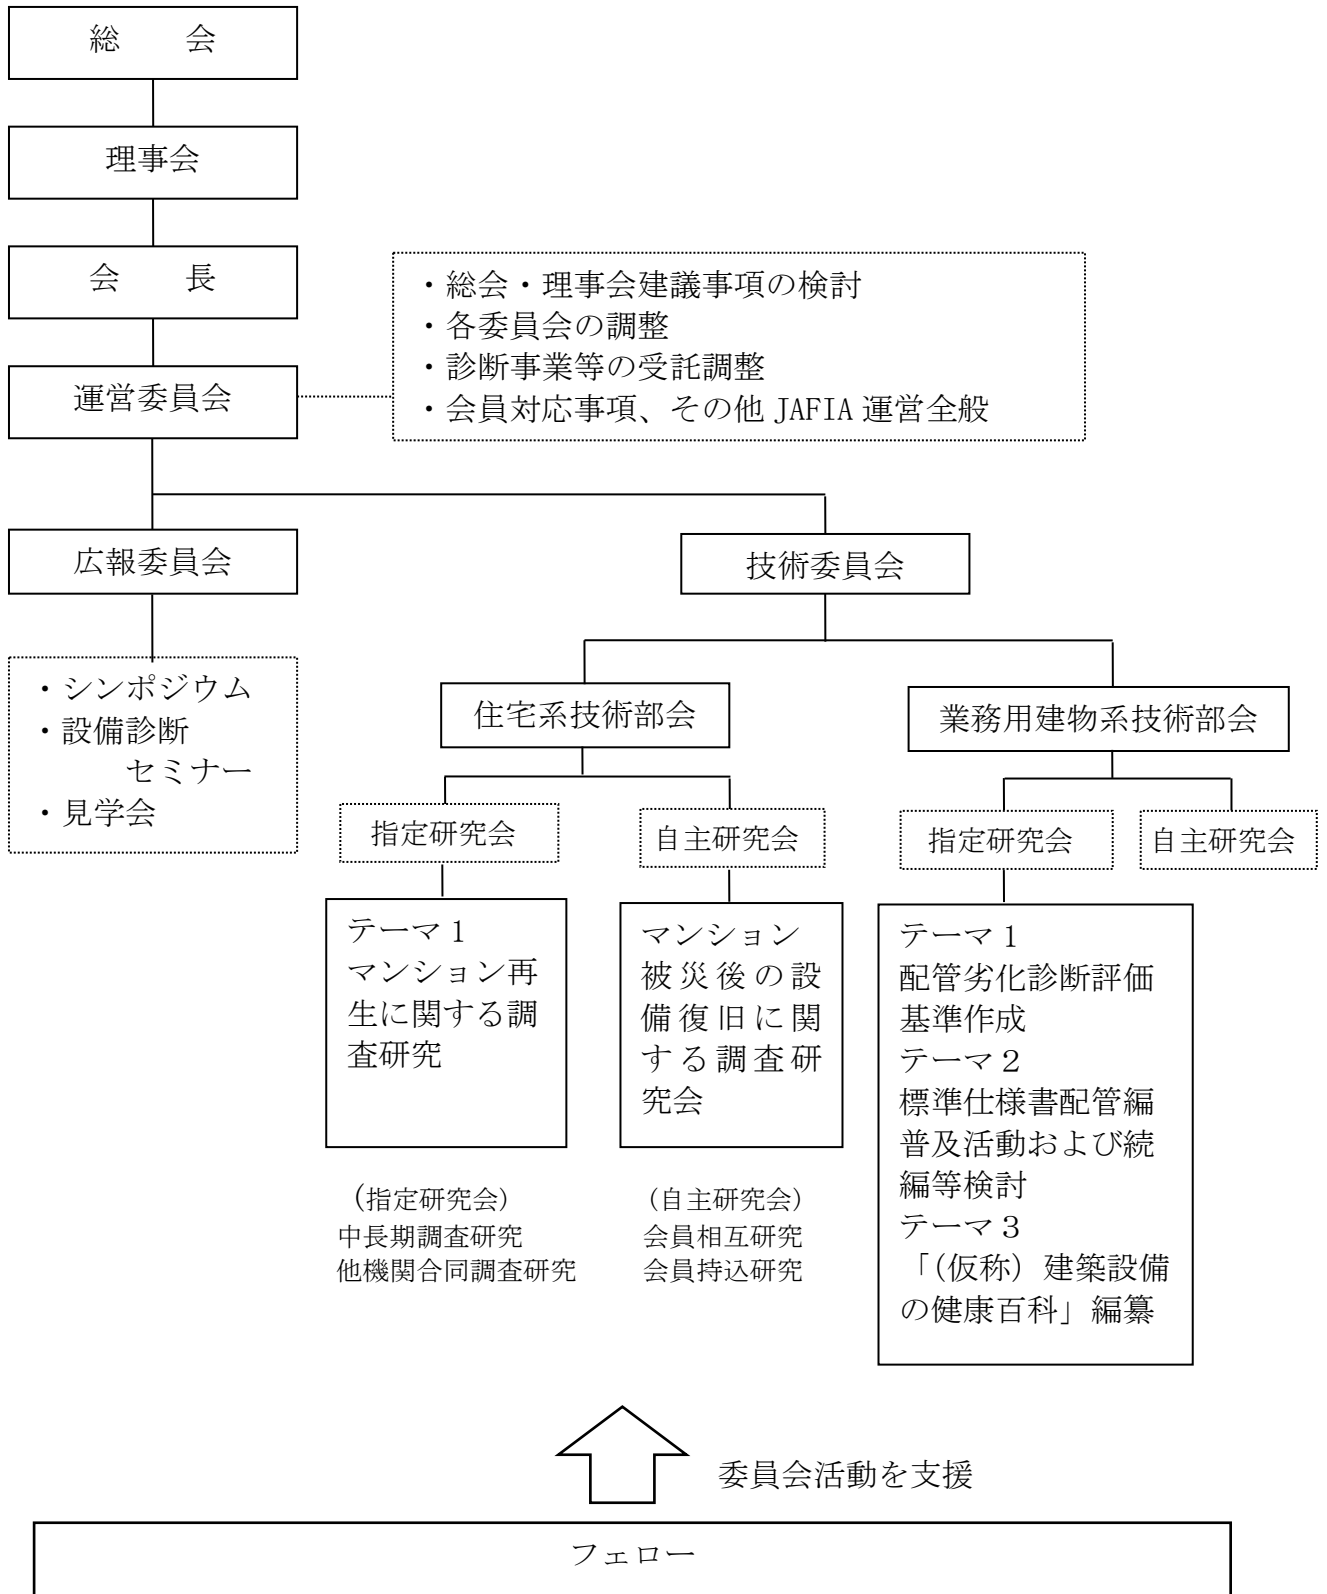 総　　会
理事会
会　　長
・総会・理事会建議事項の検討
・各委員会の調整
・診断事業等の受託調整
・会員対応事項、その他 JAFIA 運営全般
運営委員会
広報委員会
技術委員会
・シンポジウム
・設備診断
セミナー
・見学会
住宅系技術部会
業務用建物系技術部会
指定研究会
自主研究会
指定研究会
自主研究会
テーマ１
マンション再
生に関する調
査研究
マンション
被災後の設
備復旧に関
する調査研
究会
テーマ１
配管劣化診断評価
基準作成
テーマ２
標準仕様書配管編
普及活動および続
編等検討
テーマ３
「（仮称）建築設備
の健康百科」編纂
（指定研究会）
中長期調査研究
他機関合同調査研究
（自主研究会）
会員相互研究
会員持込研究
委員会活動を支援
フェロー